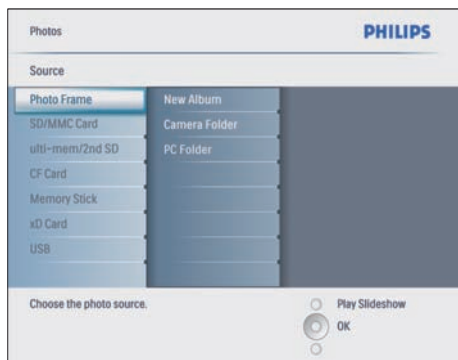 Photos
PHILIPS
Source
Photo Frame
SD/MMC Card
ulti-mem/2nd SD
CF Card
Memory Stick
xD Card
USB
New Album
Camera Folder
PC Folder
Choose the photo source.
Play Slideshow
OK